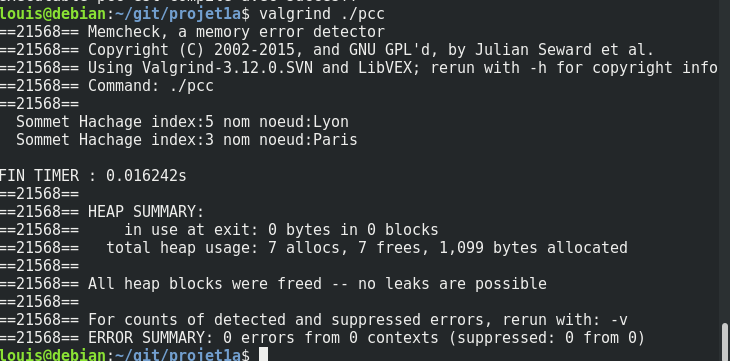 louis@debian:~/git/projet1a$ valgrind ./pcc
==21568== Memcheck, a memory error detector
==21568== Copyright (C) 2002-2015, and GNU GPL'd, by Julian Seward et al.
==21568== Using Valgrind-3.12.0.SVN and LibVEX; rerun with -h for copyright info
==21568== Command: ./pcc
==21568==
  Sommet Hachage index:5 nom noeud:Lyon
  Sommet Hachage index:3 nom noeud:Paris

FIN TIMER : 0.016242s
==21568==
==21568== HEAP SUMMARY:
==21568==     in use at exit: 0 bytes in 0 blocks
==21568==   total heap usage: 7 allocs, 7 frees, 1,099 bytes allocated
==21568==
==21568== All heap blocks were freed -- no leaks are possible
==21568==
==21568== For counts of detected and suppressed errors, rerun with: -v
==21568== ERROR SUMMARY: 0 errors from 0 contexts (suppressed: 0 from 0)
louis@debian:~/git/projet1a$